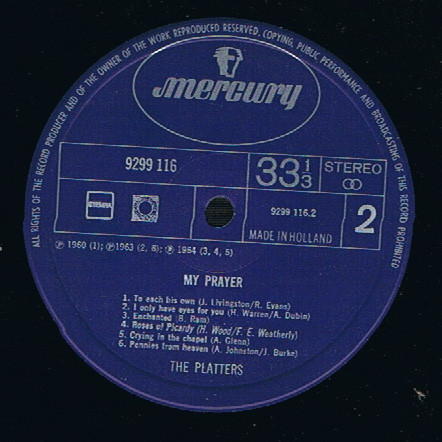 ALL RIGHTS OF THE RECORD PRODUCER AND OF THE OWNER OF THE WORK REPRODUCED RESERVED. COPYING, PUBLIC PERFORMANCE AND BROADCASTING OF THIS RECORD PROHIBITED
mercury
9299 116
33 1/3
STEREO
STEMRA
9299 116.2
MADE IN HOLLAND
2
℗ 1960 (1); ℗ 1963 (2, 6); ℗ 1964 (3, 4, 5)
MY PRAYER
1. To each his own (J. Livingston/R. Evans)
2. I only have eyes for you (H. Warren/A. Dubin)
3. Enchanted (B. Ram)
4. Roses of Picardy (H. Wood/F. E. Weatherly)
5. Crying in the chapel (A. Glenn)
6. Pennies from heaven (A. Johnston/J. Burke)
THE PLATTERS